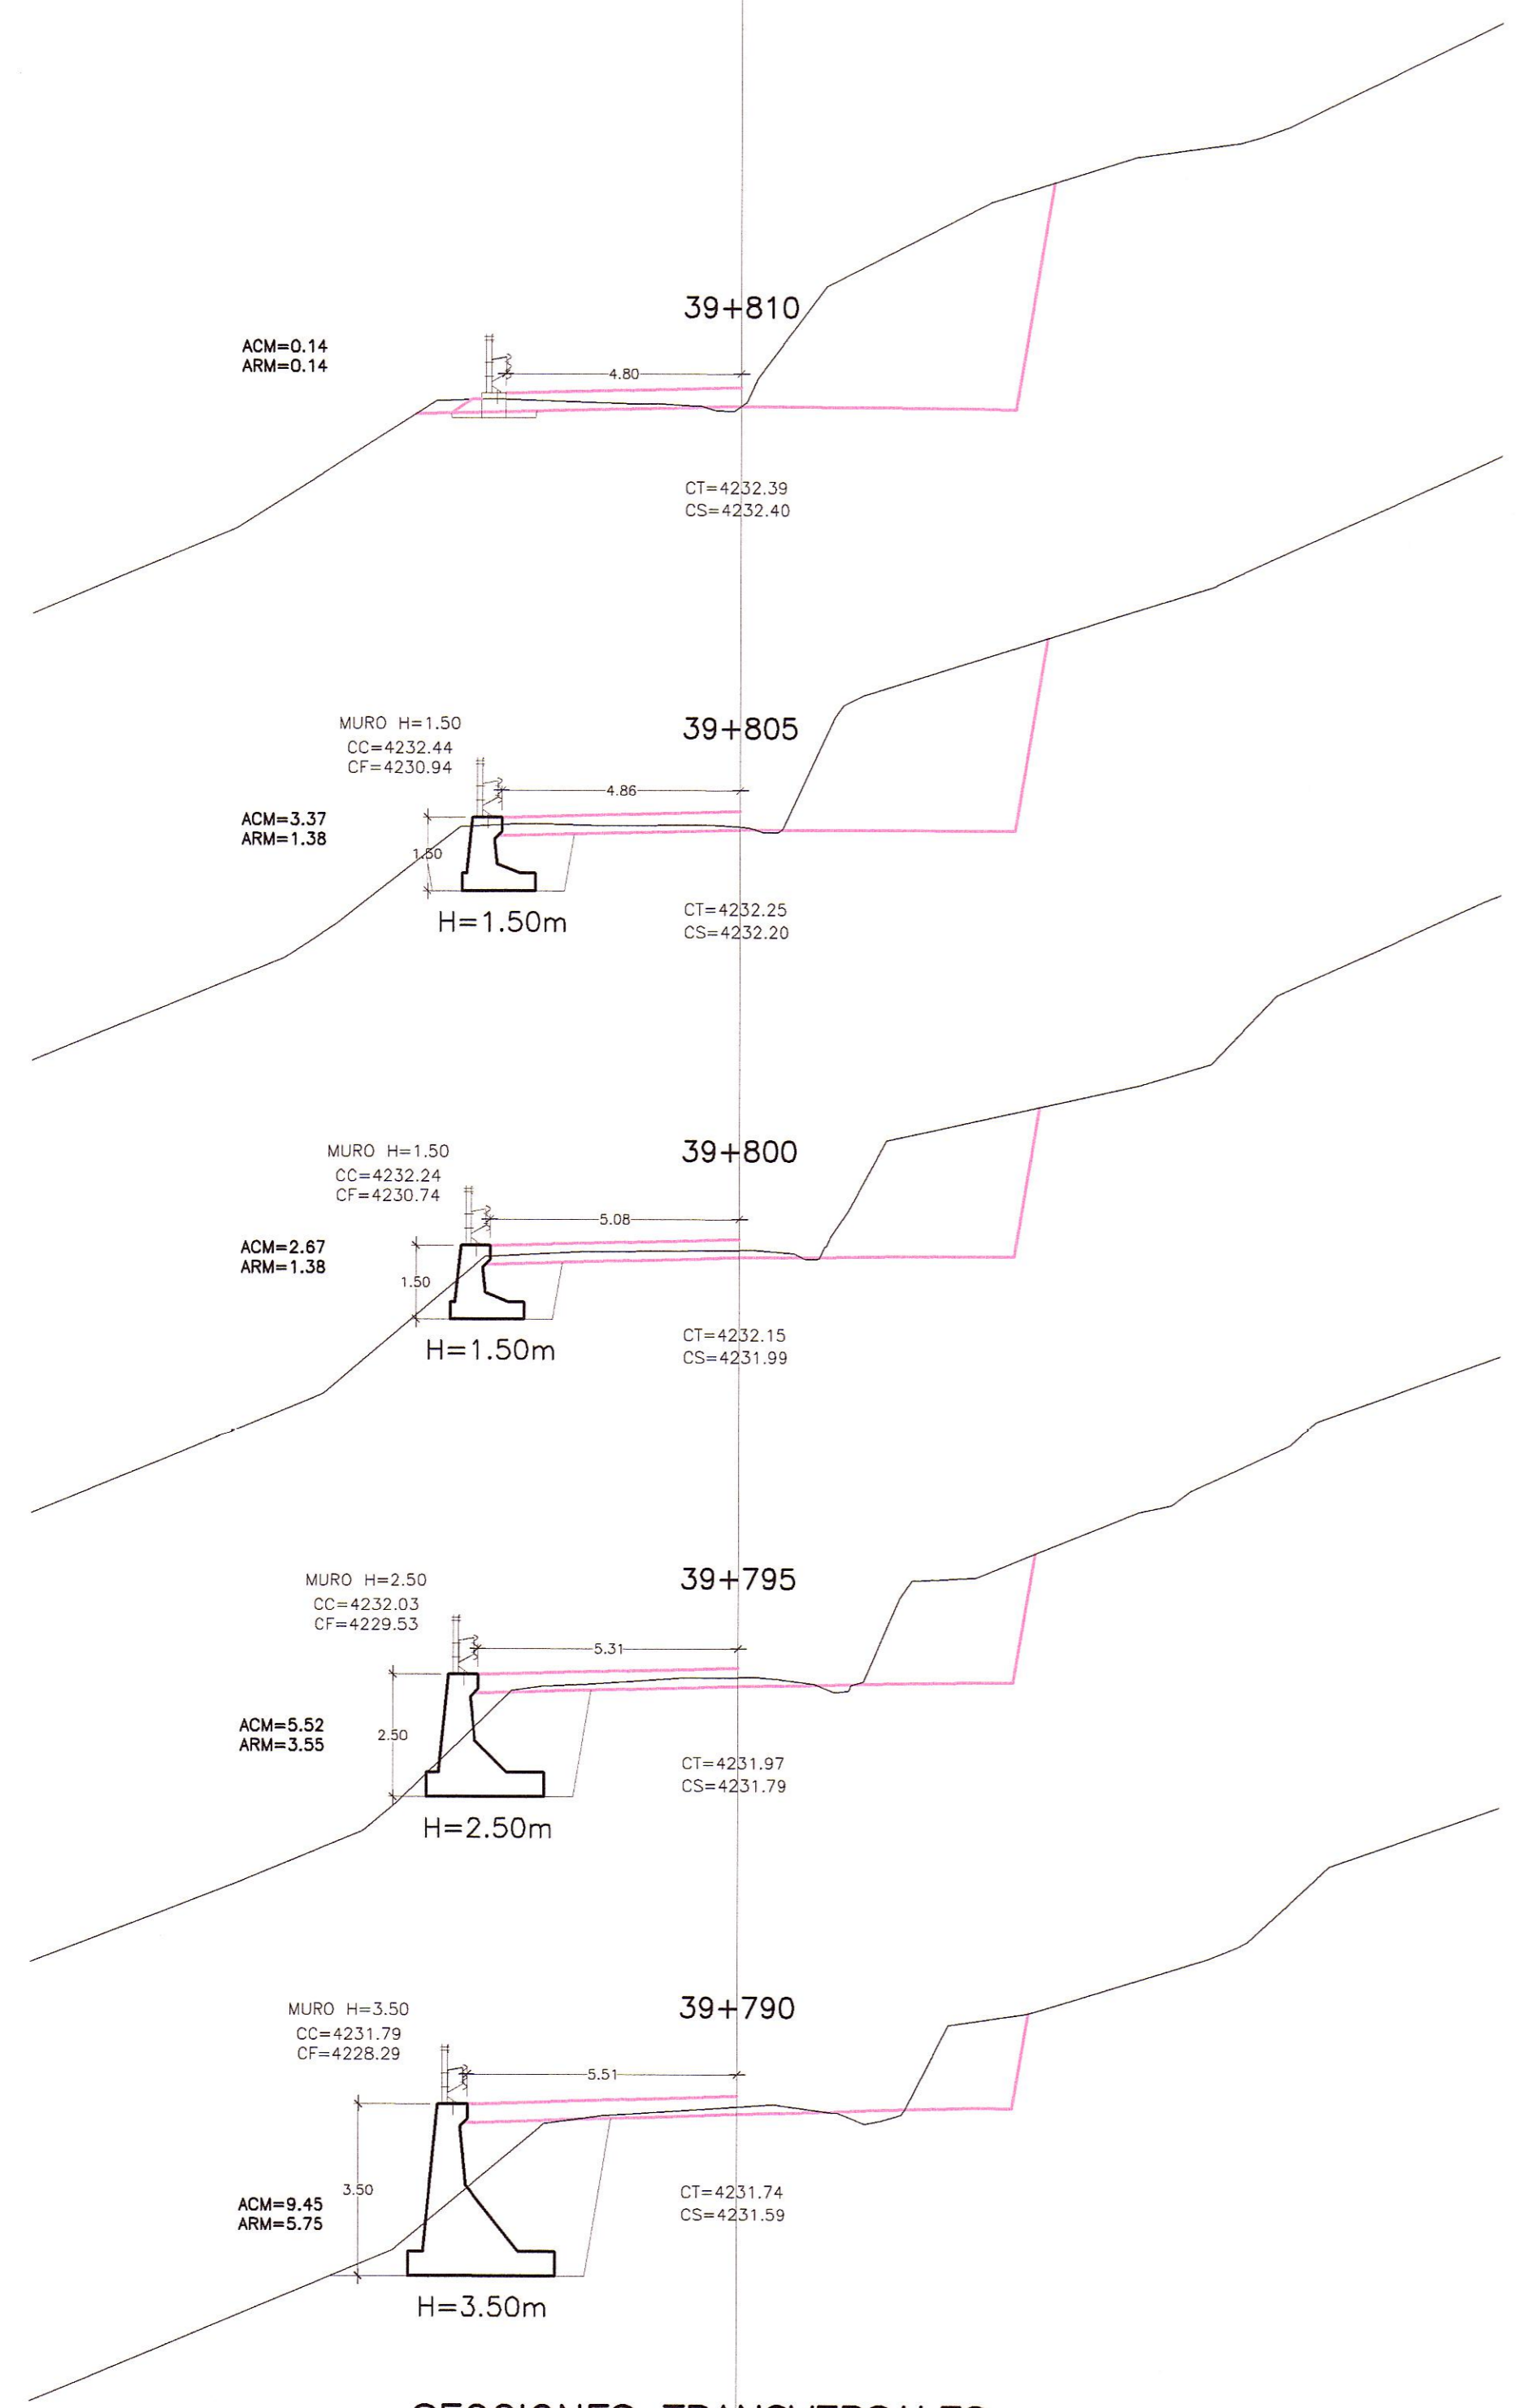 39+810
ACM=0.14
ARM=0.14
4.80
CT=4232.39
CS=4232.40
MURO H=1.50
CC=4232.44
CF=4230.94
39+805
4.86
ACM=3.37
ARM=1.38
1.50
H=1.50m
CT=4232.25
CS=4232.20
MURO H=1.50
CC=4232.24
CF=4230.74
39+800
5.08
ACM=2.67
ARM=1.38
1.50
H=1.50m
CT=4232.15
CS=4231.99
MURO H=2.50
CC=4232.03
CF=4229.53
39+795
5.31
ACM=5.52
ARM=3.55
2.50
H=2.50m
CT=4231.97
CS=4231.79
MURO H=3.50
CC=4231.79
CF=4228.29
39+790
5.51
ACM=9.45
ARM=5.75
3.50
H=3.50m
CT=4231.74
CS=4231.59